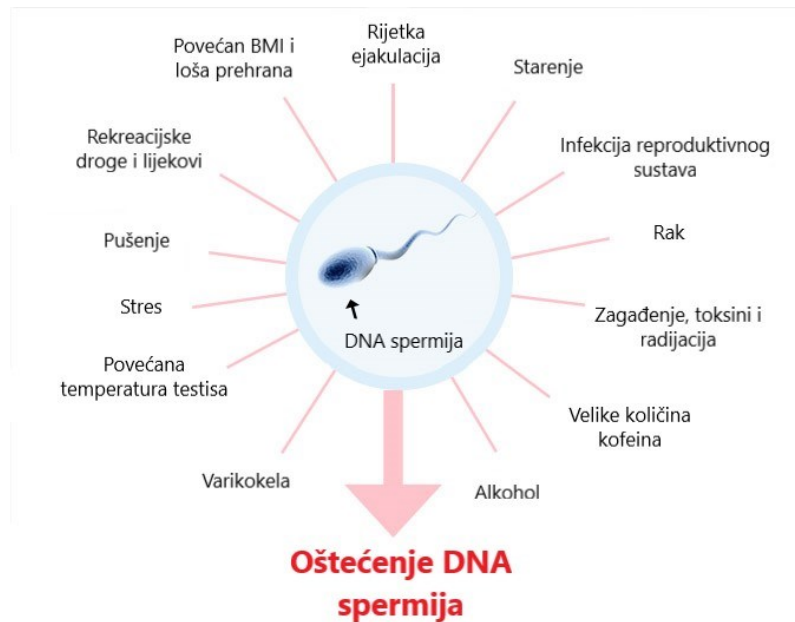 Rijetka
ejakulacija
Povećan BMI i
loša prehrana
Starenje
Rekreacijske
droge i lijekovi
Infekcija reproduktivnog
sustava
Pušenje
Rak
Stres
Zagađenje, toksini i
radijacija
DNA spermija
Povećana
temperatura testisa
Velike količina
kofeina
Varikokela
Alkohol
Oštećenje DNA
spermija